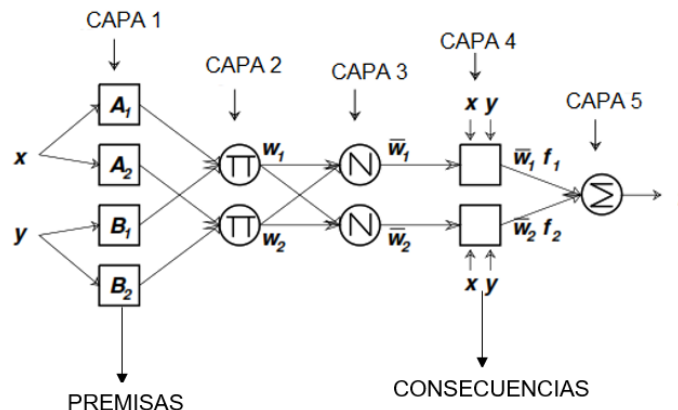 CAPA 1
CAPA 2
CAPA 3
CAPA 4
CAPA 5
x
y
A₁
A₂
B₁
B₂
∏
∏
w₁
w₂
N
N
w̅₁
w̅₂
x y
x y
w̅₁ f₁
w̅₂ f₂
Σ
PREMISAS
CONSECUENCIAS